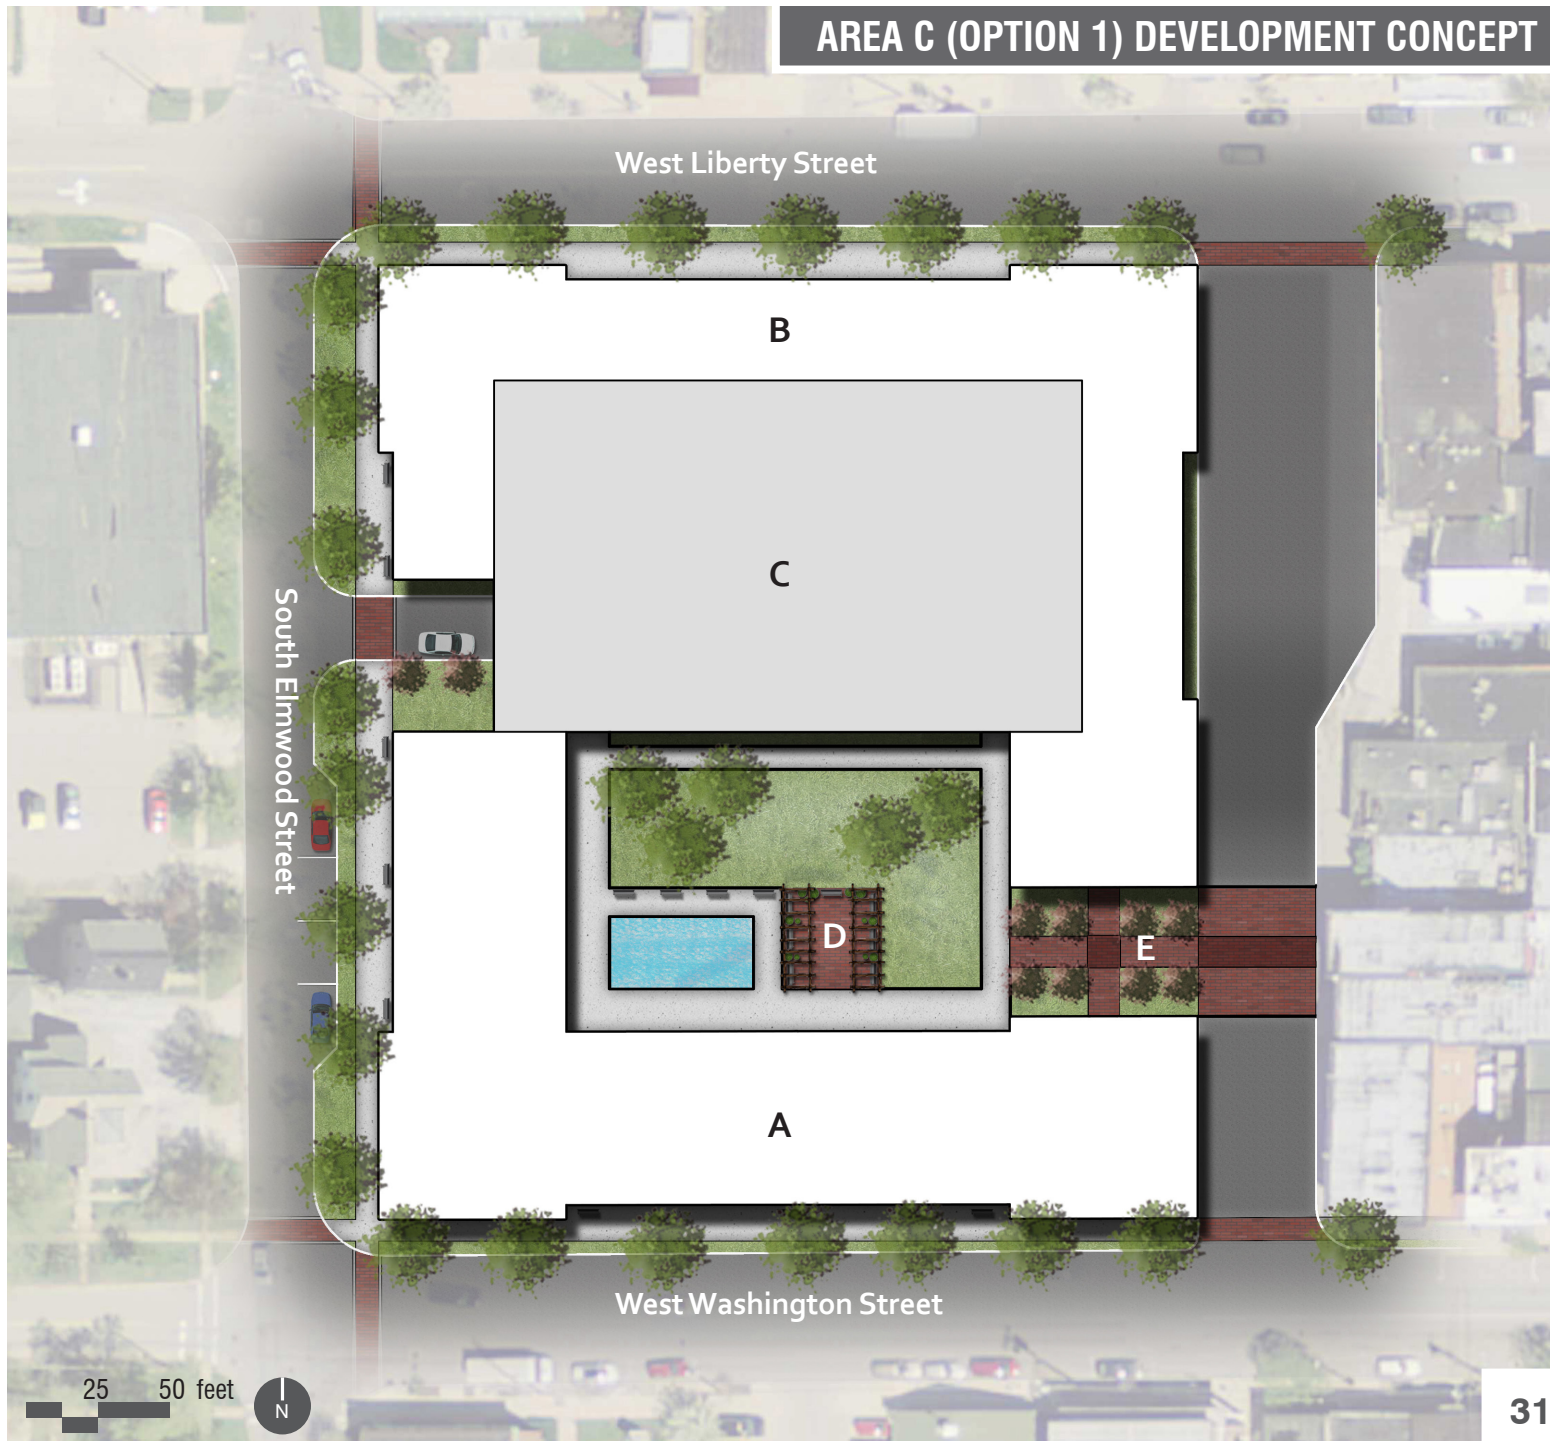 AREA C (OPTION 1) DEVELOPMENT CONCEPT
West Liberty Street
B
C
South Elmwood Street
D
E
A
West Washington Street
25 50 feet
N
31